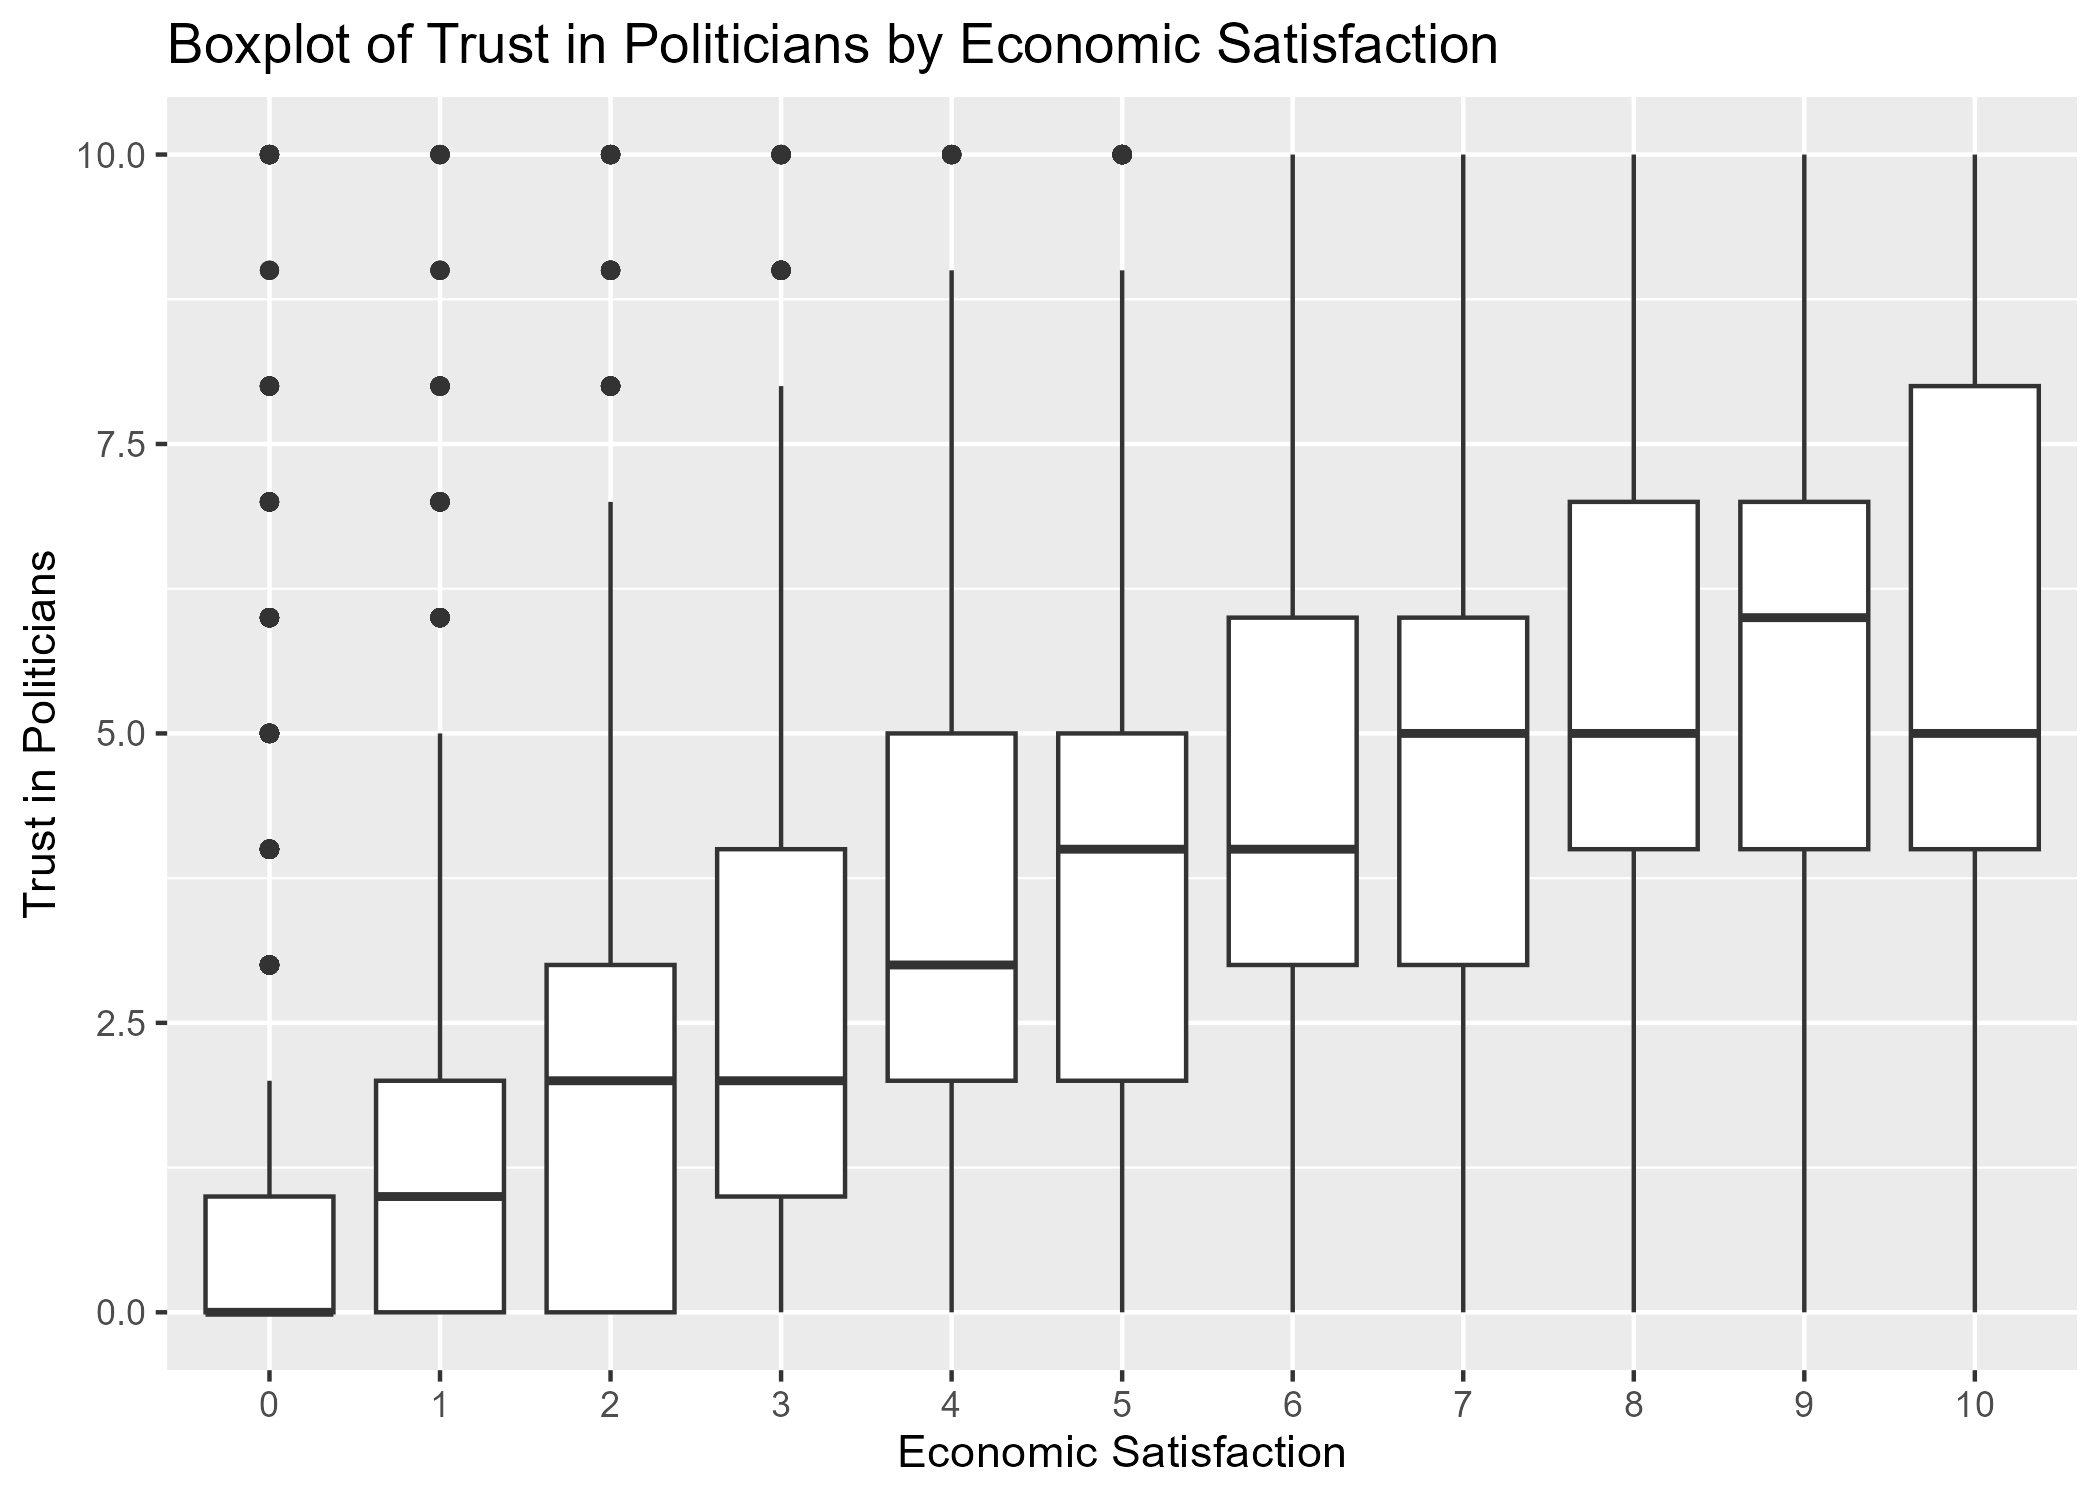 Boxplot of Trust in Politicians by Economic Satisfaction
Trust in Politicians
10.0
7.5
5.0
2.5
0.0
0 1 2 3 4 5 6 7 8 9 10
Economic Satisfaction